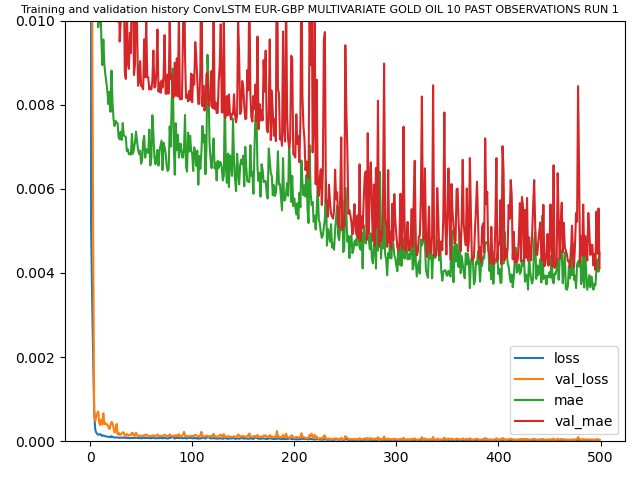 Training and validation history ConvLSTM EUR-GBP MULTIVARIATE GOLD OIL 10 PAST OBSERVATIONS RUN 1
0.010
0.008
0.006
0.004
0.002
0.000
0 100 200 300 400 500
loss
val_loss
mae
val_mae